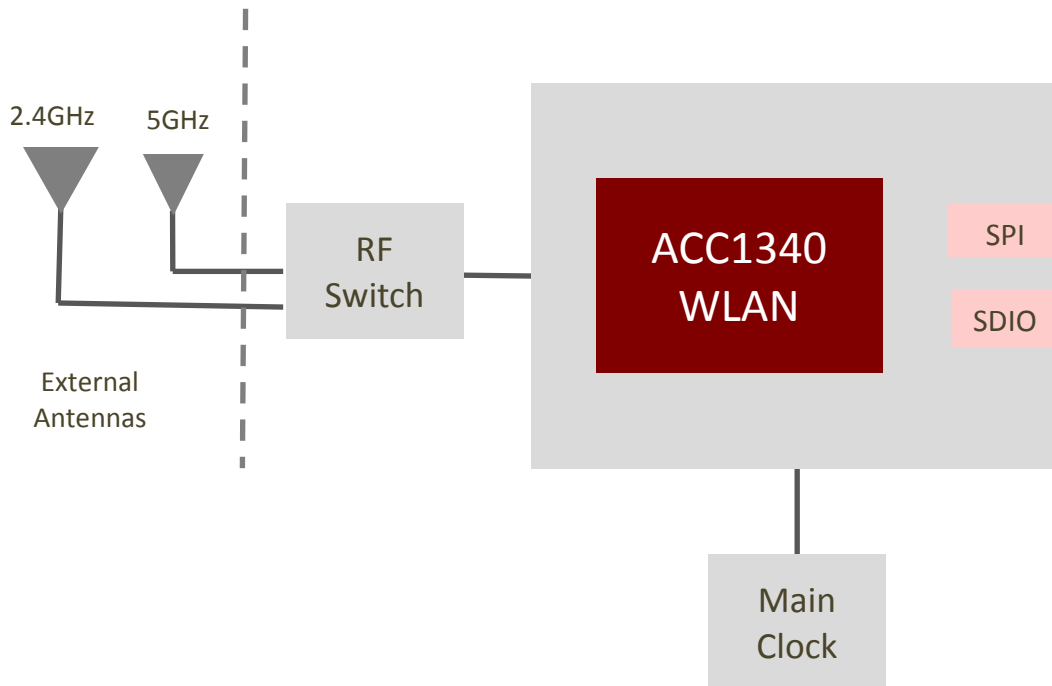 2.4GHz
5GHz
RF
Switch
ACC1340
WLAN
SPI
SDIO
External
Antennas
Main
Clock